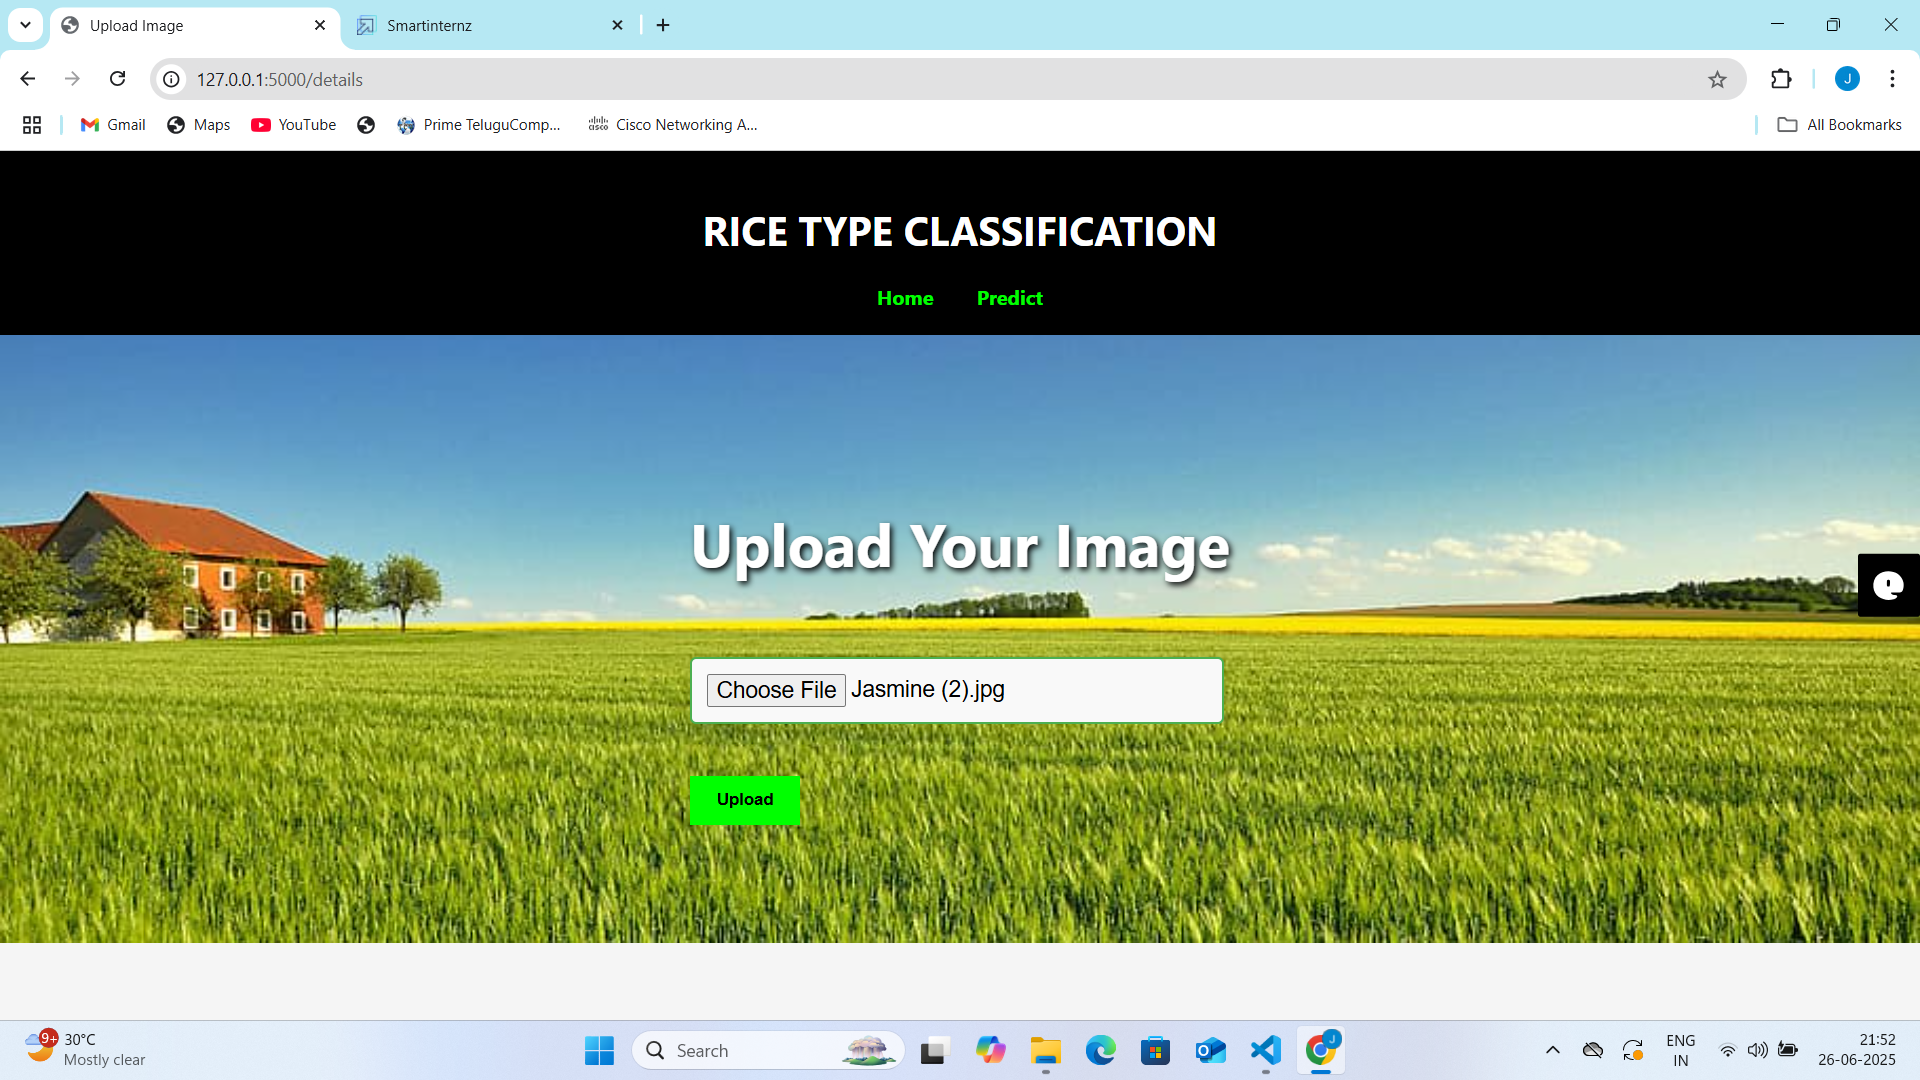 Upload Image
Smartinternz
127.0.0.1:5000/details
J
Gmail
Maps
YouTube
Prime TeluguComp...
Cisco Networking A...
All Bookmarks
RICE TYPE CLASSIFICATION
Home Predict
Upload Your Image
Choose File Jasmine (2).jpg
Upload
9+
30°C
Mostly clear
Search
J
ENG
IN
21:52
26-06-2025